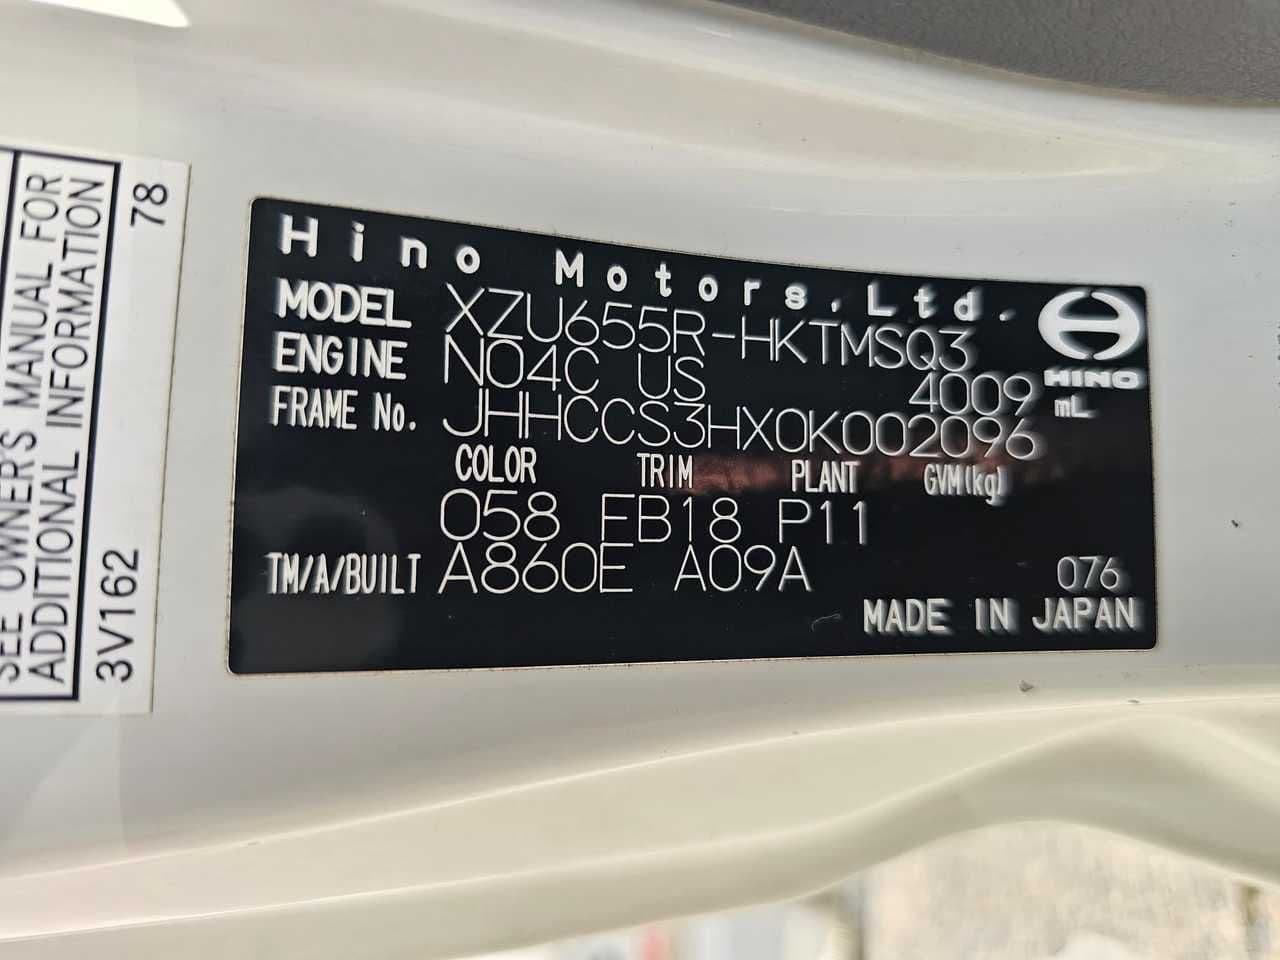 SEE OWNER'S MANUAL FOR
ADDITIONAL INFORMATION
3V162 78
Hino Motors, Ltd.
MODEL XZU655R-HKTMSQ3
ENGINE N04C US 4009 mL
FRAME No. JHHCCS3HX0K002096
COLOR TRIM PLANT GVM(kg)
058 FB18 P11
TM/A/BUILT A860E A09A 076
MADE IN JAPAN
HINO